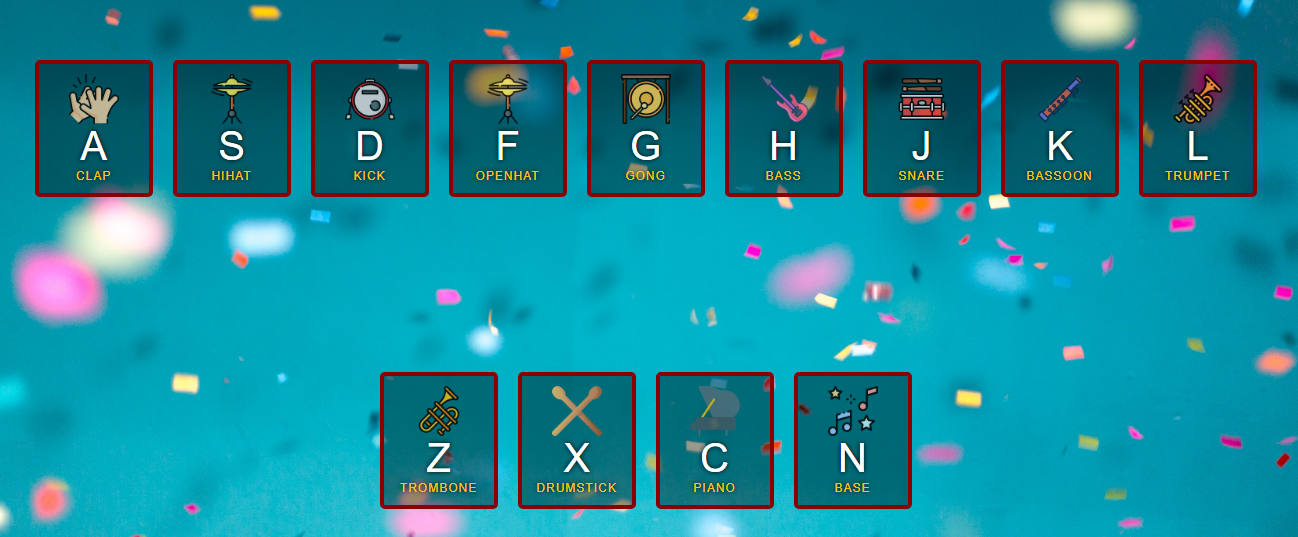 A S D F G H J K L
CLAP HIHAT KICK OPENHAT GONG BASS SNARE BASSOON TRUMPET
Z X C N
TROMBONE DRUMSTICK PIANO BASE